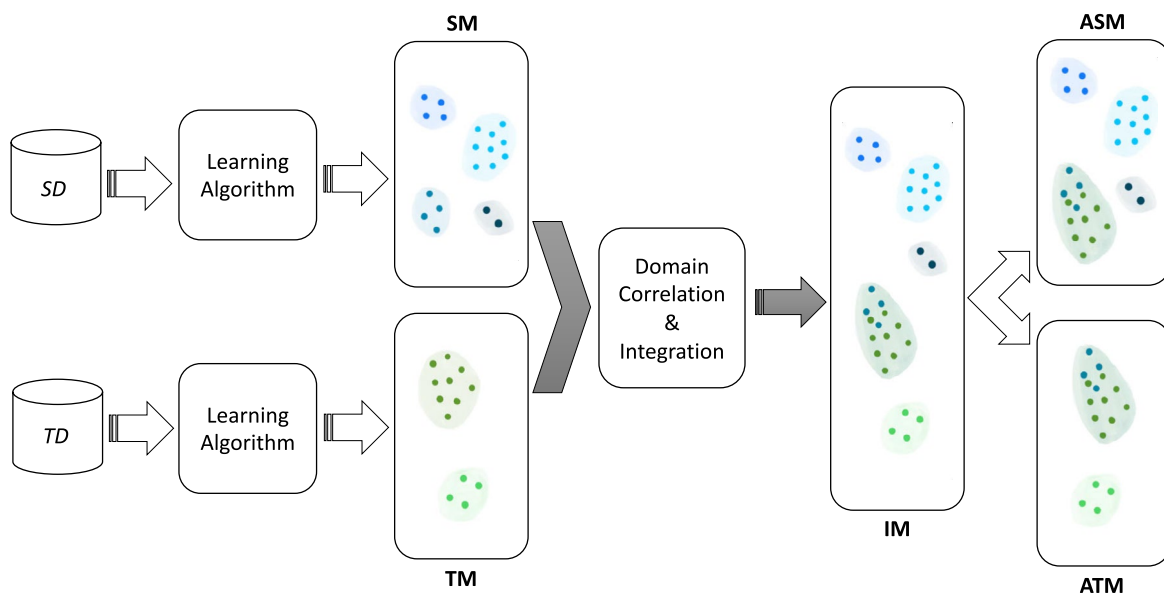 SM
ASM
SD
Learning
Algorithm
Domain
Correlation
&
Integration
TD
Learning
Algorithm
IM
TM
ATM